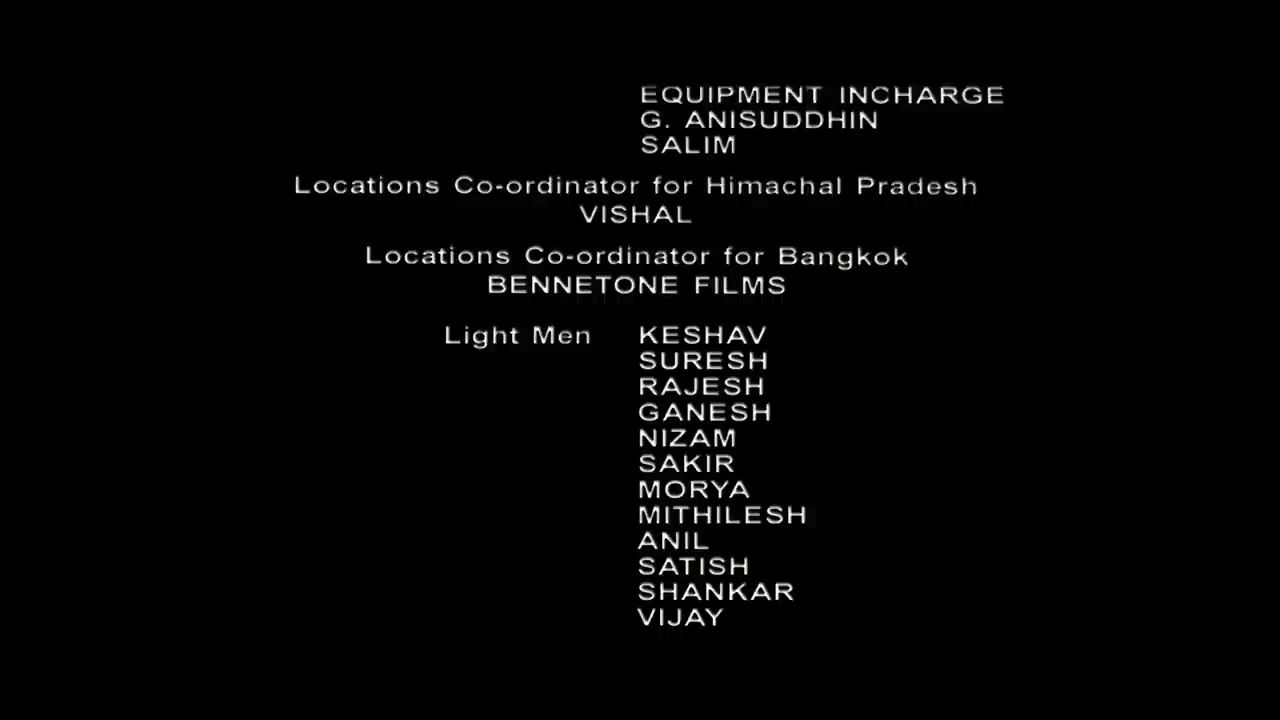 EQUIPMENT INCHARGE
G. ANISUDDHIN
SALIM
Locations Co-ordinator for Himachal Pradesh
VISHAL
Locations Co-ordinator for Bangkok
BENNETONE FILMS
Light Men KESHAV
SURESH
RAJESH
GANESH
NIZAM
SAKIR
MORYA
MITHILESH
ANIL
SATISH
SHANKAR
VIJAY